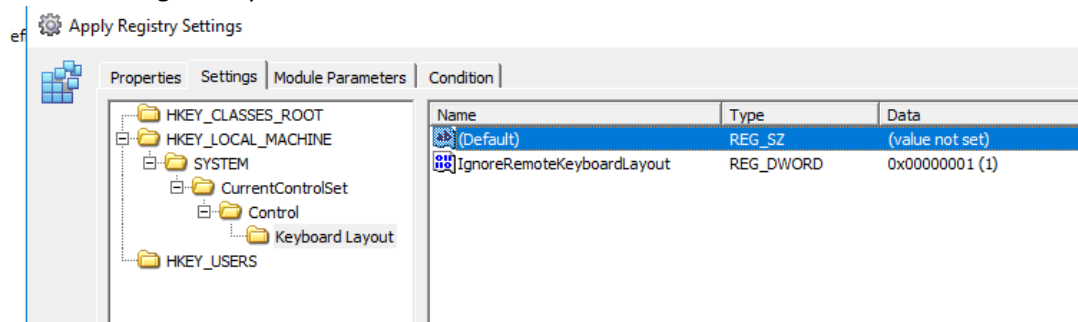 ef
Apply Registry Settings
Properties Settings Module Parameters Condition
HKEY_CLASSES_ROOT
HKEY_LOCAL_MACHINE
SYSTEM
CurrentControlSet
Control
Keyboard Layout
HKEY_USERS
Name Type Data
(Default) REG_SZ (value not set)
IgnoreRemoteKeyboardLayout REG_DWORD 0x00000001 (1)